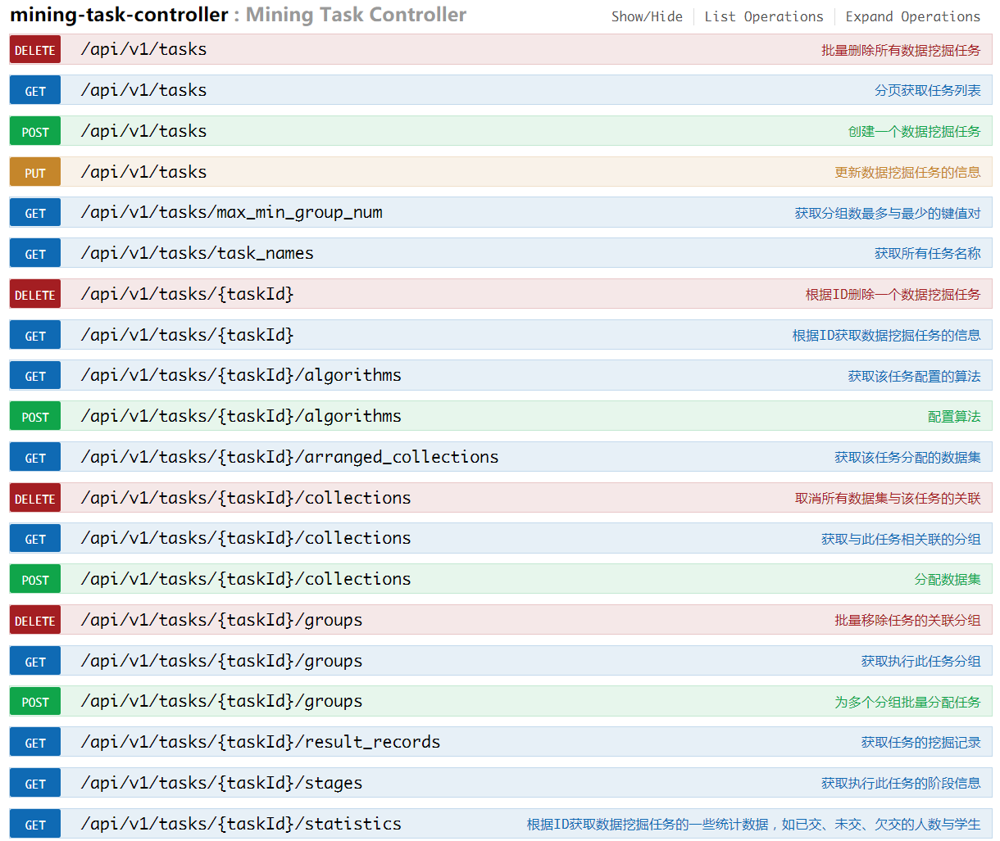 mining-task-controller : Mining Task Controller Show/Hide List Operations Expand Operations
DELETE /api/v1/tasks 批量删除所有数据挖掘任务
GET /api/v1/tasks 分页获取任务列表
POST /api/v1/tasks 创建一个数据挖掘任务
PUT /api/v1/tasks 更新数据挖掘任务的信息
GET /api/v1/tasks/max_min_group_num 获取分组数最多与最少的键值对
GET /api/v1/tasks/task_names 获取所有任务名称
DELETE /api/v1/tasks/{taskId} 根据ID删除一个数据挖掘任务
GET /api/v1/tasks/{taskId} 根据ID获取数据挖掘任务的信息
GET /api/v1/tasks/{taskId}/algorithms 获取该任务配置的算法
POST /api/v1/tasks/{taskId}/algorithms 配置算法
GET /api/v1/tasks/{taskId}/arranged_collections 获取该任务分配的数据集
DELETE /api/v1/tasks/{taskId}/collections 取消所有数据集与该任务的关联
GET /api/v1/tasks/{taskId}/collections 获取与此任务相关联的分组
POST /api/v1/tasks/{taskId}/collections 分配数据集
DELETE /api/v1/tasks/{taskId}/groups 批量移除任务的关联分组
GET /api/v1/tasks/{taskId}/groups 获取执行此任务分组
POST /api/v1/tasks/{taskId}/groups 为多个分组批量分配任务
GET /api/v1/tasks/{taskId}/result_records 获取任务的挖掘记录
GET /api/v1/tasks/{taskId}/stages 获取执行此任务的阶段信息
GET /api/v1/tasks/{taskId}/statistics 根据ID获取数据挖掘任务的一些统计数据，如已交、未交、欠交的人数与学生